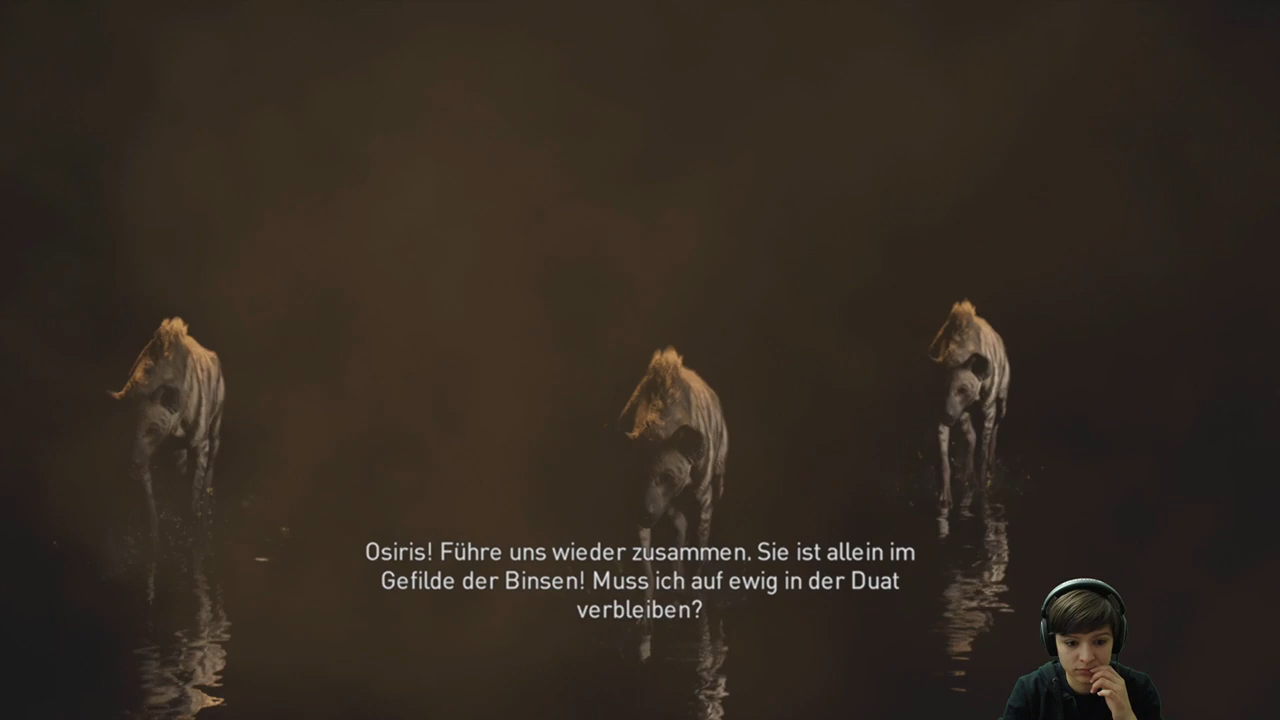 Osiris! Führe uns wieder zusammen. Sie ist allein im
Gefilde der Binsen! Muss ich auf ewig in der Duat
verbleiben?